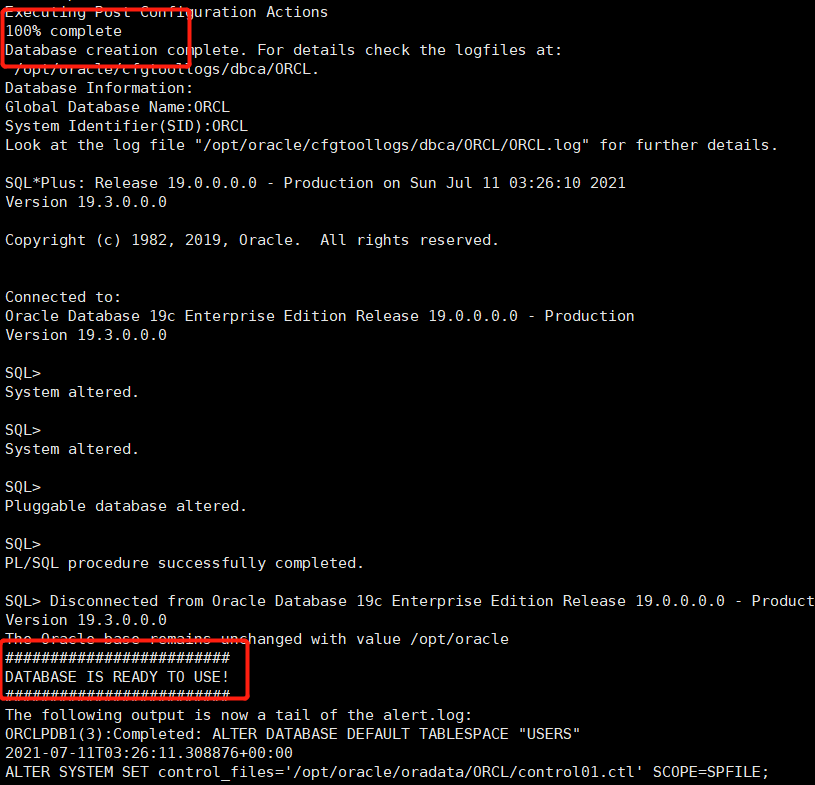 Executing Post Configuration Actions
100% complete
Database creation complete. For details check the logfiles at:
 /opt/oracle/cfgtoollogs/dbca/ORCL.
Database Information:
Global Database Name:ORCL
System Identifier(SID):ORCL
Look at the log file "/opt/oracle/cfgtoollogs/dbca/ORCL/ORCL.log" for further details.
SQL*Plus: Release 19.0.0.0.0 - Production on Sun Jul 11 03:26:10 2021
Version 19.3.0.0.0
Copyright (c) 1982, 2019, Oracle.  All rights reserved.
Connected to:
Oracle Database 19c Enterprise Edition Release 19.0.0.0.0 - Production
Version 19.3.0.0.0
SQL>
System altered.
SQL>
System altered.
SQL>
Pluggable database altered.
SQL>
PL/SQL procedure successfully completed.
SQL> Disconnected from Oracle Database 19c Enterprise Edition Release 19.0.0.0.0 - Product
Version 19.3.0.0.0
The Oracle base remains unchanged with value /opt/oracle
#########################
DATABASE IS READY TO USE!
#########################
The following output is now a tail of the alert.log:
ORCLPDB1(3):Completed: ALTER DATABASE DEFAULT TABLESPACE "USERS"
2021-07-11T03:26:11.308876+00:00
ALTER SYSTEM SET control_files='/opt/oracle/oradata/ORCL/control01.ctl' SCOPE=SPFILE;